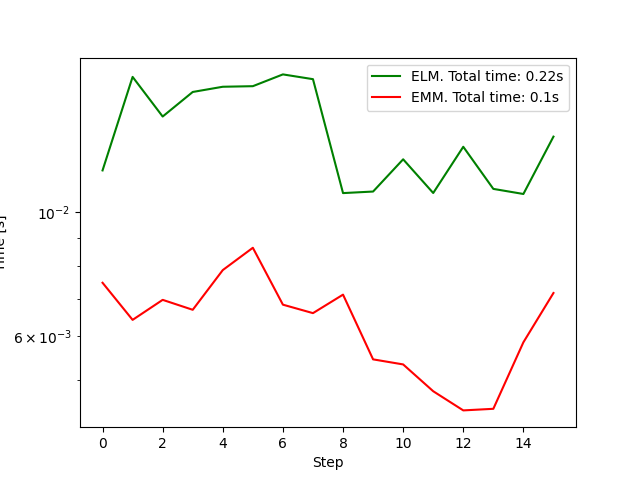 ELM. Total time: 0.22s
EMM. Total time: 0.1s
10⁻²
6 × 10⁻³
Time [s]
0 2 4 6 8 10 12 14
Step